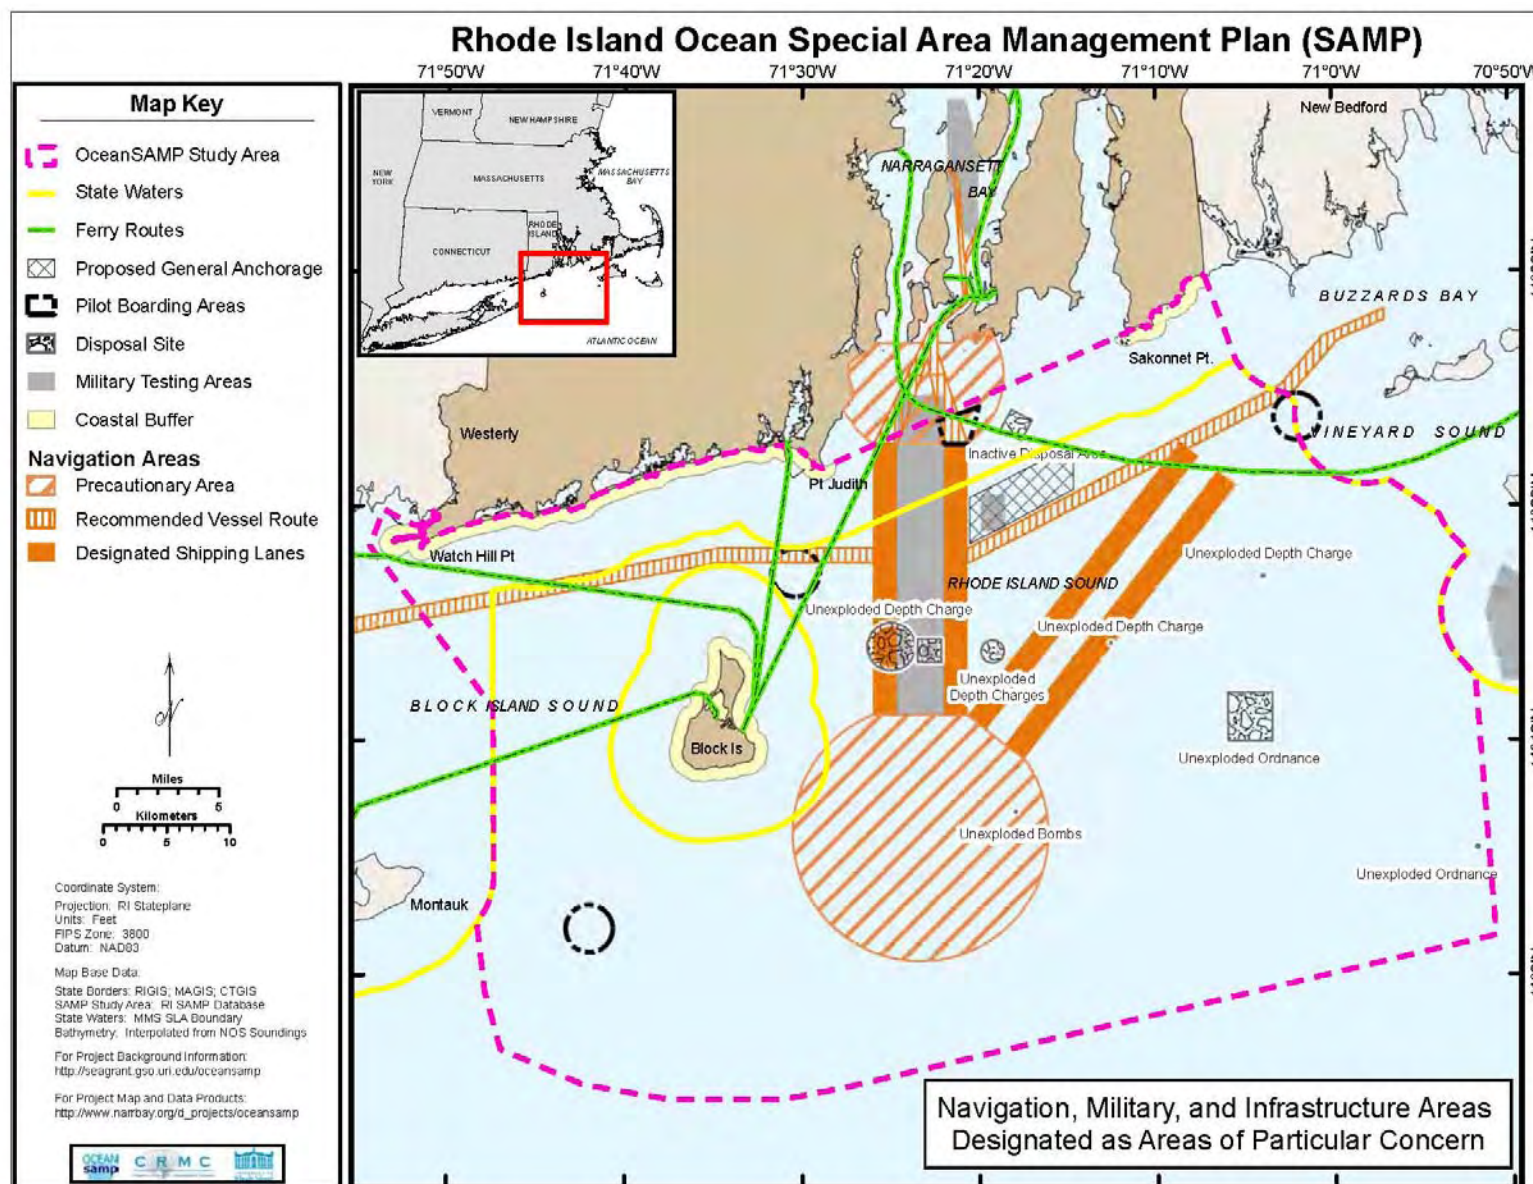 Rhode Island Ocean Special Area Management Plan (SAMP)
71°50'W
71°40'W
71°30'W
71°20'W
71°10'W
71°0'W
70°50'W
Map Key
OceanSAMP Study Area
State Waters
Ferry Routes
Proposed General Anchorage
Pilot Boarding Areas
Disposal Site
Military Testing Areas
Coastal Buffer
Navigation Areas
Precautionary Area
Recommended Vessel Route
Designated Shipping Lanes
Miles
0 5
Kilometers
0 5 10
Coordinate System:
Projection: RI Stateplane
Units: Feet
FIPS Zone: 3800
Datum: NAD83
Map Base Data:
State Borders: RIGIS; MAGIS; CTGIS
SAMP Study Area: RI SAMP Database
State Waters: MMS SLA Boundary
Bathymetry: Interpolated from NOS Soundings
For Project Background Information:
http://seagrant.gso.uri.edu/oceansamp
For Project Map and Data Products:
http://www.narrbay.org/d_projects/oceansamp
OCEAN
samp
CRMC
VERMONT
NEW HAMPSHIRE
NEW
YORK
MASSACHUSETTS
MASSACHUSETTS
BAY
CONNECTICUT
RHODE
ISLAND
ATLANTIC OCEAN
NARRAGANSETT
BAY
New Bedford
BUZZARDS BAY
Sakonnet Pt.
VINEYARD SOUND
Westerly
Inactive Disposal Area
Pt Judith
Watch Hill Pt
Unexploded Depth Charge
RHODE ISLAND SOUND
Unexploded Depth Charge
Unexploded Depth Charge
Unexploded
Depth Charges
BLOCK ISLAND SOUND
Block Is
Unexploded Ordnance
Unexploded Bombs
Unexploded Ordnance
Montauk
Navigation, Military, and Infrastructure Areas
Designated as Areas of Particular Concern